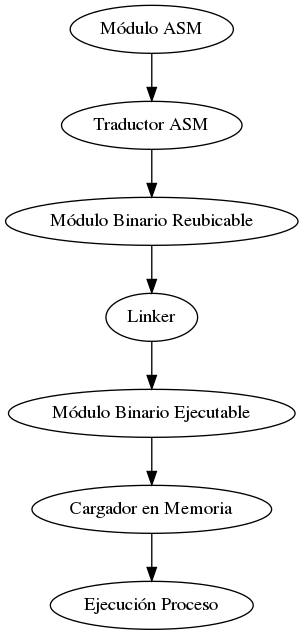 Módulo ASM
Traductor ASM
Módulo Binario Reubicable
Linker
Módulo Binario Ejecutable
Cargador en Memoria
Ejecución Proceso